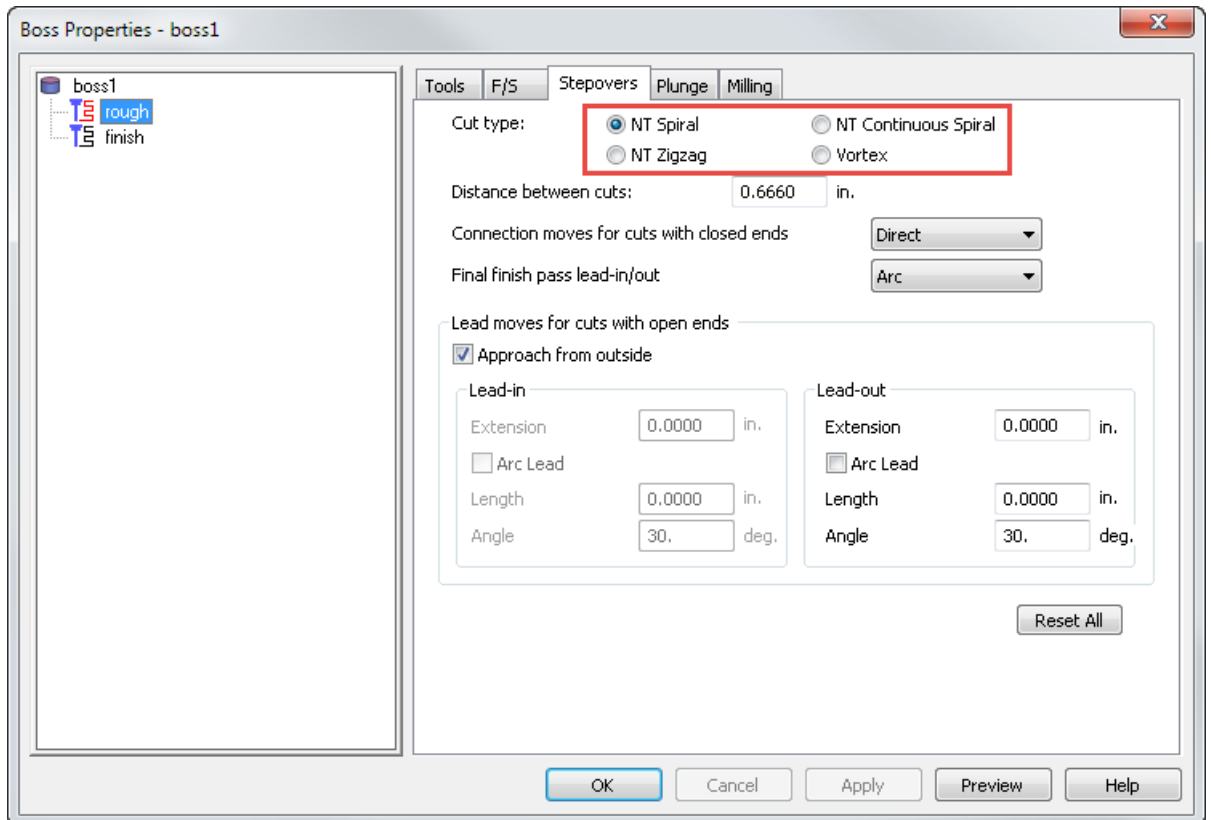 Boss Properties - boss1
boss1
rough
finish
Tools F/S Stepovers Plunge Milling
Cut type: NT Spiral NT Continuous Spiral
NT Zigzag Vortex
Distance between cuts: 0.6660 in.
Connection moves for cuts with closed ends Direct
Final finish pass lead-in/out Arc
Lead moves for cuts with open ends
Approach from outside
Lead-in
Extension 0.0000 in.
Arc Lead
Length 0.0000 in.
Angle 30. deg.
Lead-out
Extension 0.0000 in.
Arc Lead
Length 0.0000 in.
Angle 30. deg.
Reset All
OK Cancel Apply Preview Help